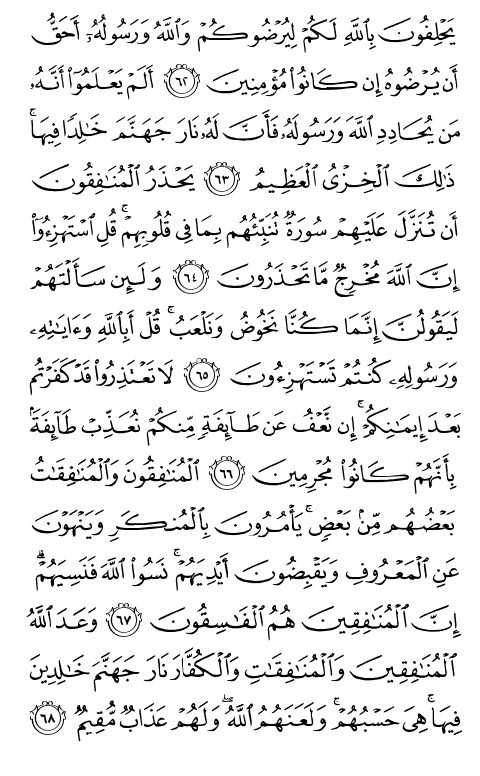 يَحْلِفُونَ بِٱللَّهِ لَكُمْ لِيُرْضُوكُمْ وَٱللَّهُ وَرَسُولُهُۥٓ أَحَقُّ
أَن يُرْضُوهُ إِن كَانُوا۟ مُؤْمِنِينَ ٦٢ أَلَمْ يَعْلَمُوٓا۟ أَنَّهُۥ
مَن يُحَادِدِ ٱللَّهَ وَرَسُولَهُۥ فَأَنَّ لَهُۥ نَارَ جَهَنَّمَ خَٰلِدًا فِيهَا ۚ
ذَٰلِكَ ٱلْخِزْىُ ٱلْعَظِيمُ ٦٣ يَحْذَرُ ٱلْمُنَٰفِقُونَ
أَن تُنَزَّلَ عَلَيْهِمْ سُورَةٌ تُنَبِّئُهُم بِمَا فِى قُلُوبِهِمْ ۚ قُلِ ٱسْتَهْزِءُوٓا۟
إِنَّ ٱللَّهَ مُخْرِجٌ مَّا تَحْذَرُونَ ٦٤ وَلَئِن سَأَلْتَهُمْ
لَيَقُولُنَّ إِنَّمَا كُنَّا نَخُوضُ وَنَلْعَبُ ۚ قُلْ أَبِٱللَّهِ وَءَايَٰتِهِۦ
وَرَسُولِهِۦ كُنتُمْ تَسْتَهْزِءُونَ ٦٥ لَا تَعْتَذِرُوا۟ قَدْ كَفَرْتُم
بَعْدَ إِيمَٰنِكُمْ ۚ إِن نَّعْفُ عَن طَآئِفَةٍ مِّنكُمْ نُعَذِّبْ طَآئِفَةًۢ
بِأَنَّهُمْ كَانُوا۟ مُجْرِمِينَ ٦٦ ٱلْمُنَٰفِقُونَ وَٱلْمُنَٰفِقَٰتُ
بَعْضُهُم مِّنۢ بَعْضٍ ۚ يَأْمُرُونَ بِٱلْمُنكَرِ وَيَنْهَوْنَ
عَنِ ٱلْمَعْرُوفِ وَيَقْبِضُونَ أَيْدِيَهُمْ ۚ نَسُوا۟ ٱللَّهَ فَنَسِيَهُمْ ۗ
إِنَّ ٱلْمُنَٰفِقِينَ هُمُ ٱلْفَٰسِقُونَ ٦٧ وَعَدَ ٱللَّهُ
ٱلْمُنَٰفِقِينَ وَٱلْمُنَٰفِقَٰتِ وَٱلْكُفَّارَ نَارَ جَهَنَّمَ خَٰلِدِينَ
فِيهَا ۚ هِىَ حَسْبُهُمْ ۚ وَلَعَنَهُمُ ٱللَّهُ ۖ وَلَهُمْ عَذَابٌ مُّقِيمٌ ٦٨